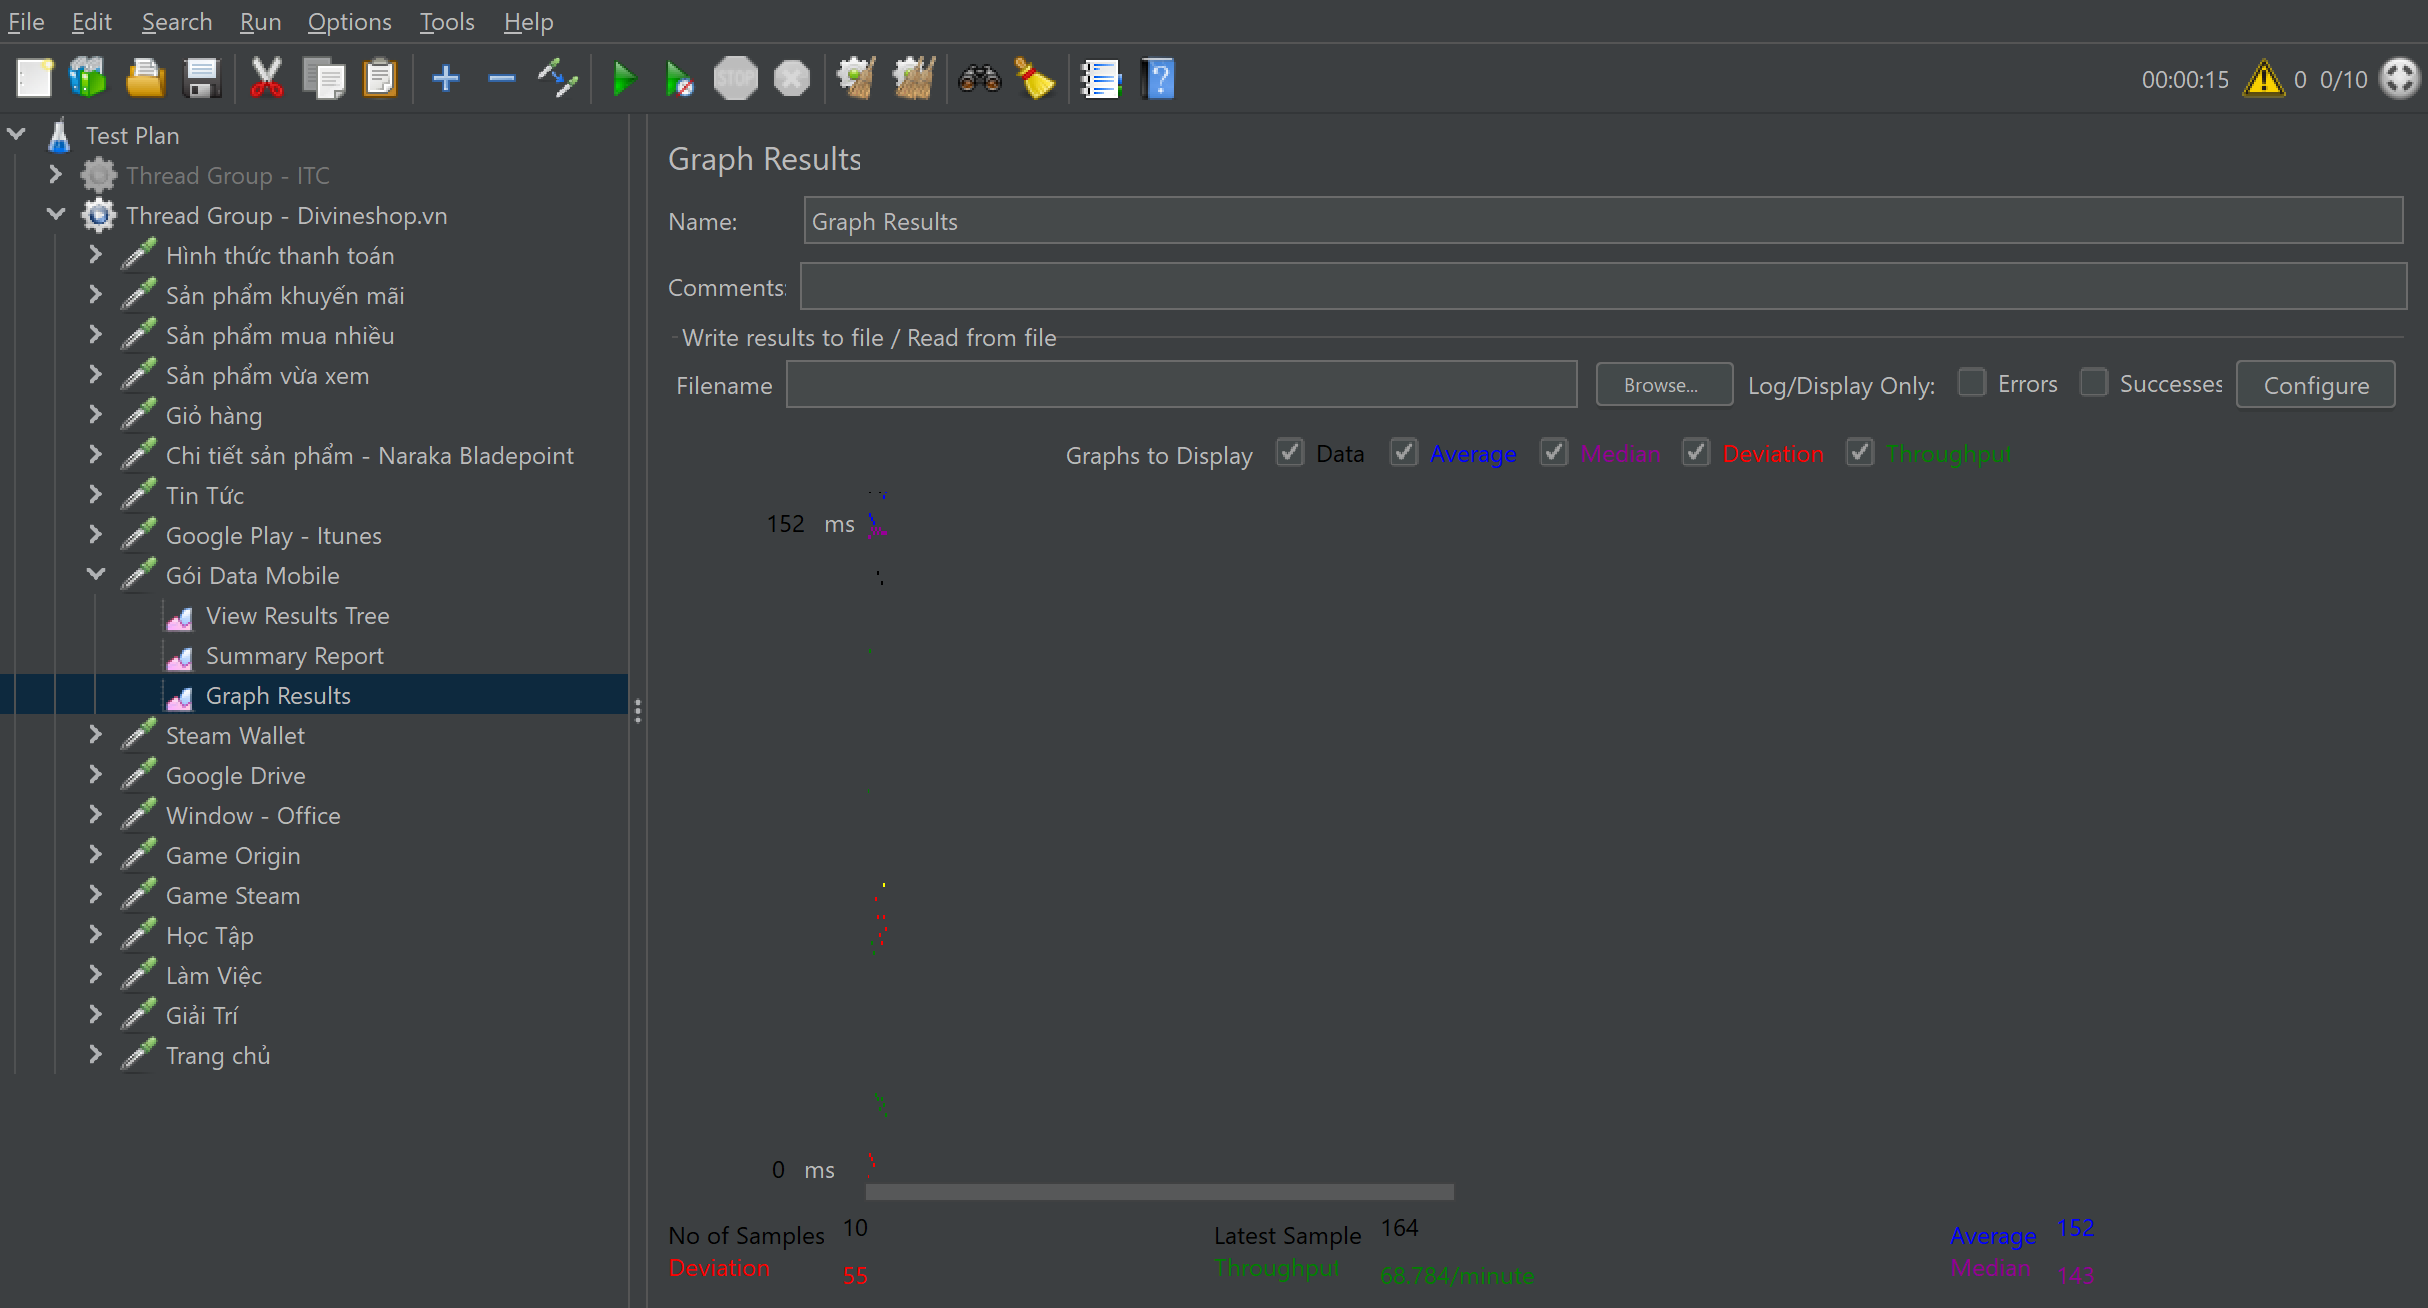 File Edit Search Run Options Tools Help
STOP
00:00:15 0 0/10
Test Plan
Thread Group - ITC
Thread Group - Divineshop.vn
Hình thức thanh toán
Sản phẩm khuyến mãi
Sản phẩm mua nhiều
Sản phẩm vừa xem
Giỏ hàng
Chi tiết sản phẩm - Naraka Bladepoint
Tin Tức
Google Play - Itunes
Gói Data Mobile
View Results Tree
Summary Report
Graph Results
Steam Wallet
Google Drive
Window - Office
Game Origin
Game Steam
Học Tập
Làm Việc
Giải Trí
Trang chủ
Graph Results
Name: Graph Results
Comments:
Write results to file / Read from file
Filename Browse... Log/Display Only: Errors Successes Configure
Graphs to Display Data Average Median Deviation Throughput
152 ms
0 ms
No of Samples 10 Latest Sample 164 Average 152
Deviation 55 Throughput 68.784/minute Median 143